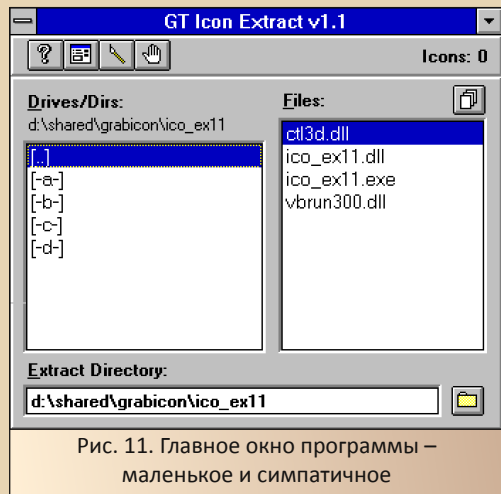 GT Icon Extract v1.1
Icons: 0
Drives/Dirs:
d:\shared\grabicon\ico_ex11
[..]
[-a-]
[-b-]
[-c-]
[-d-]
Files:
ctl3d.dll
ico_ex11.dll
ico_ex11.exe
vbrun300.dll
Extract Directory:
d:\shared\grabicon\ico_ex11
Рис. 11. Главное окно программы –
маленькое и симпатичное